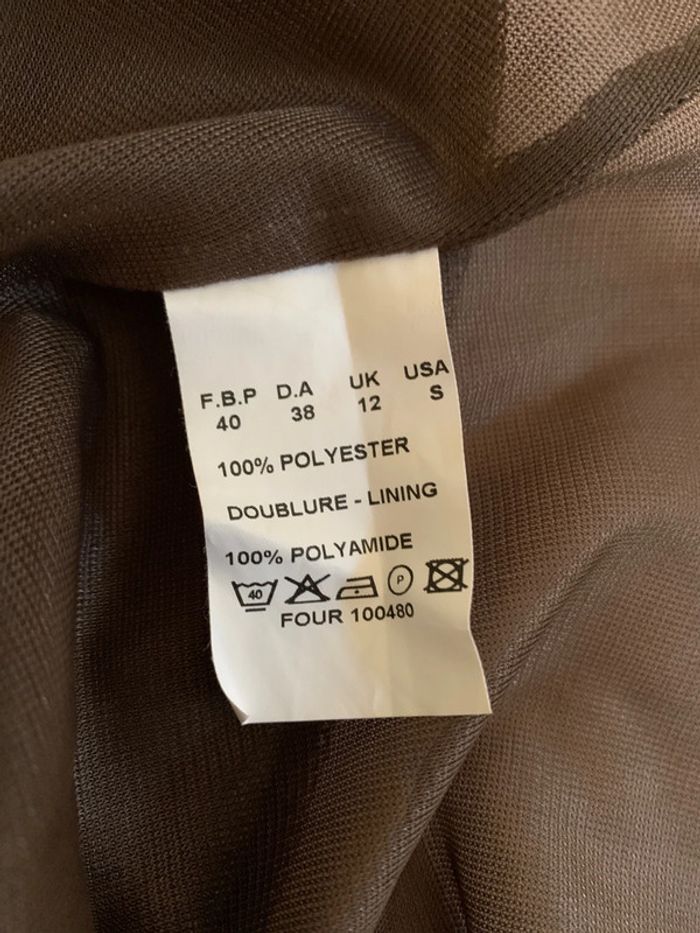 F.B.P D.A UK USA
40 38 12 S
100% POLYESTER
DOUBLURE - LINING
100% POLYAMIDE
40 P
FOUR 100480